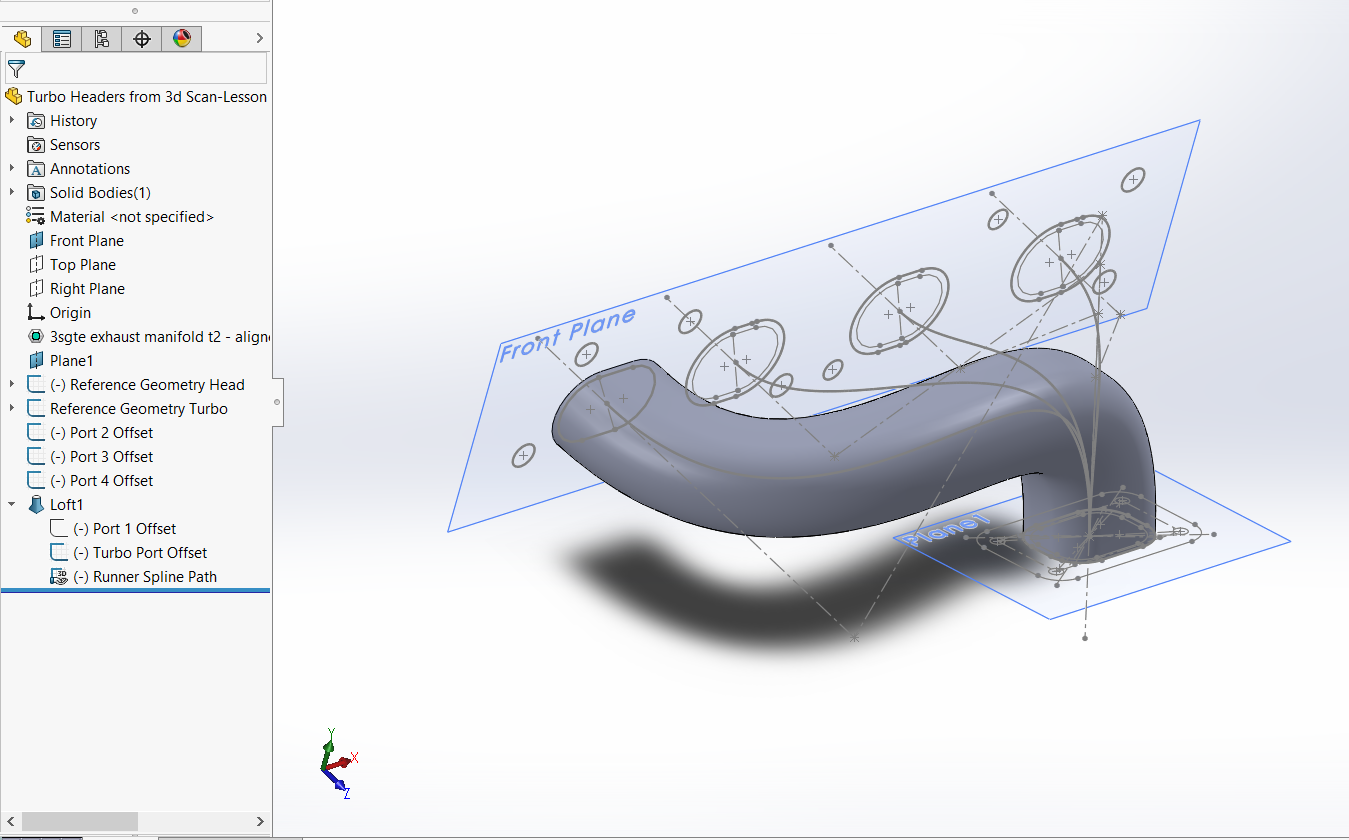 Turbo Headers from 3d Scan-Lesson
History
Sensors
A Annotations
Solid Bodies(1)
Material <not specified>
Front Plane
Top Plane
Right Plane
Origin
3sgte exhaust manifold t2 - aligne
Plane1
(-) Reference Geometry Head
Reference Geometry Turbo
(-) Port 2 Offset
(-) Port 3 Offset
(-) Port 4 Offset
Loft1
(-) Port 1 Offset
(-) Turbo Port Offset
3D (-) Runner Spline Path
Front Plane
Plane1
Y
X
Z